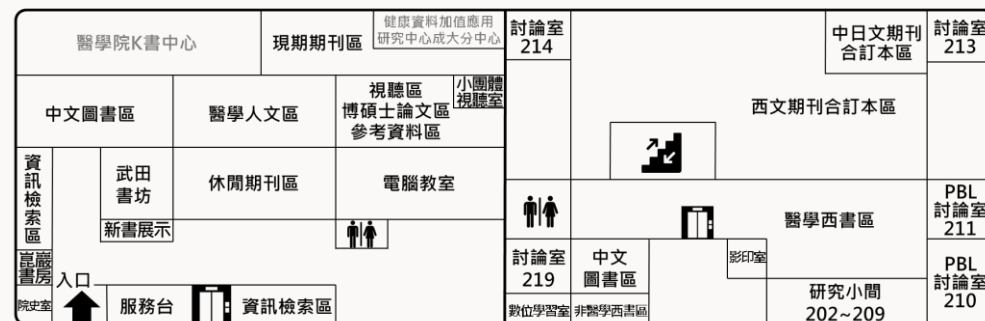 醫學院K書中心
現期期刊區
健康資料加值應用
研究中心成大分中心
討論室
214
中日文期刊
合訂本區
討論室
213
中文圖書區
醫學人文區
視聽區
博碩士論文區
參考資料區
小團體
視聽室
西文期刊合訂本區
資訊檢索區
武田
書坊
休閒期刊區
電腦教室
新書展示
醫學西書區
PBL
討論室
211
崑巖
書房
入口
討論室
219
中文
圖書區
影印室
PBL
討論室
210
院史室
服務台
資訊檢索區
數位學習室
非醫學西書區
研究小間
202~209